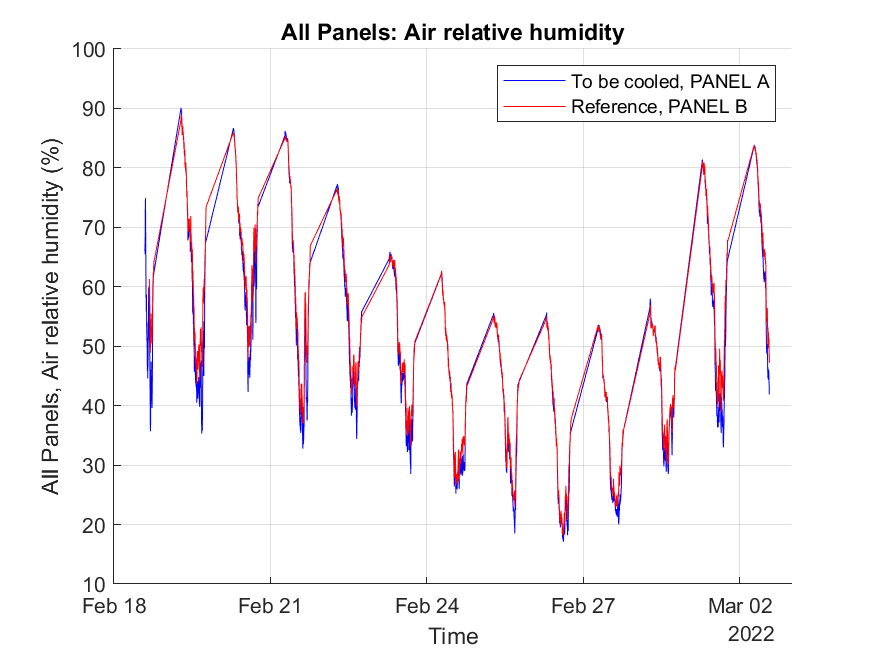 All Panels: Air relative humidity
To be cooled, PANEL A
Reference, PANEL B
All Panels, Air relative humidity (%)
100
90
80
70
60
50
40
30
20
10
Feb 18 Feb 21 Feb 24 Feb 27 Mar 02
Time
2022